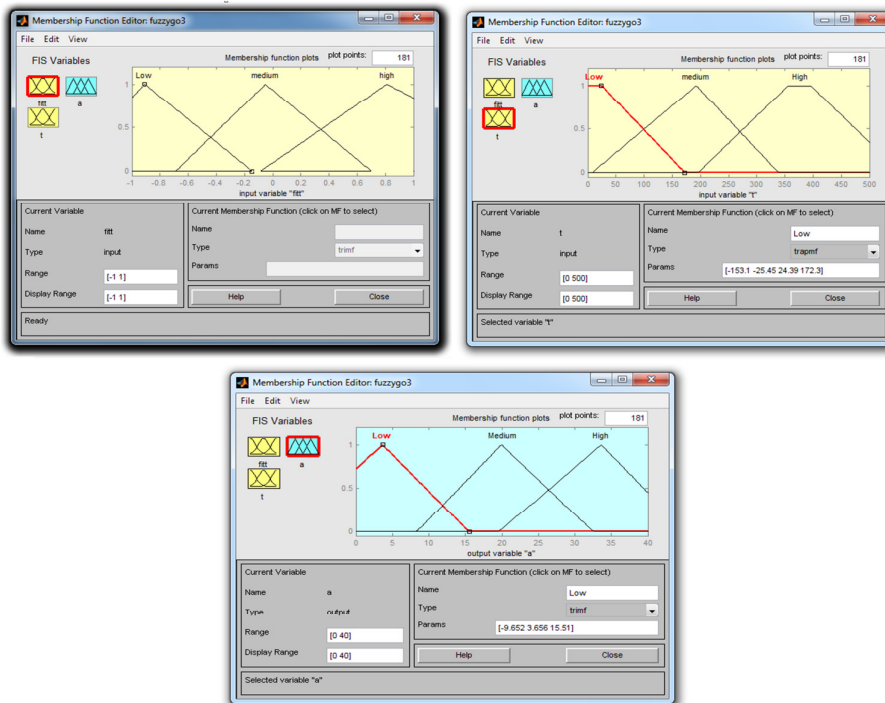 Membership Function Editor: fuzzygo3
File Edit View
FIS Variables
Membership function plots plot points: 181
fitt a
t
Low medium high
1
0.5
0
-1 -0.8 -0.6 -0.4 -0.2 0 0.2 0.4 0.6 0.8 1
input variable "fitt"
Current Variable
Name fitt
Type input
Range [-1 1]
Display Range [-1 1]
Current Membership Function (click on MF to select)
Name
Type trimf
Params
Help Close
Ready
Membership Function Editor: fuzzygo3
File Edit View
FIS Variables
Membership function plots plot points: 181
fitt a
t
Low medium High
1
0.5
0
0 50 100 150 200 250 300 350 400 450 500
input variable "t"
Current Variable
Name t
Type input
Range [0 500]
Display Range [0 500]
Current Membership Function (click on MF to select)
Name Low
Type trapmf
Params [-153.1 -25.45 24.39 172.3]
Help Close
Selected variable "t"
Membership Function Editor: fuzzygo3
File Edit View
FIS Variables
Membership function plots plot points: 181
fitt a
t
Low Medium High
1
0.5
0
0 5 10 15 20 25 30 35 40
output variable "a"
Current Variable
Name a
Type output
Range [0 40]
Display Range [0 40]
Current Membership Function (click on MF to select)
Name Low
Type trimf
Params [-9.652 3.656 15.51]
Help Close
Selected variable "a"